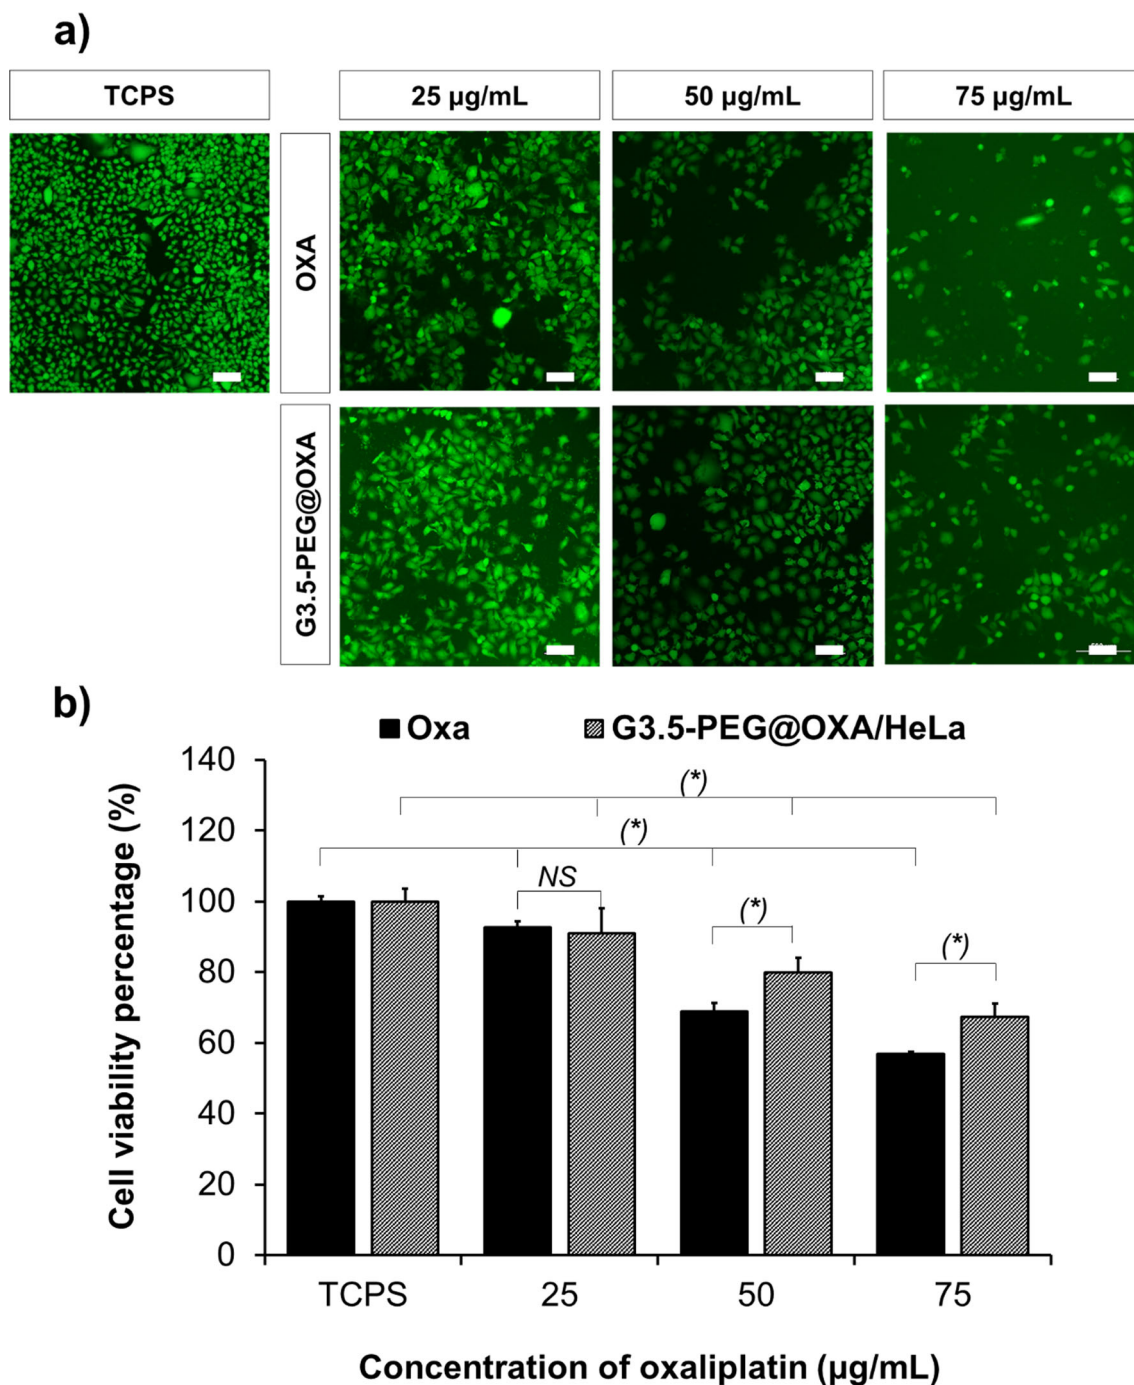 a)
TCPS
25 µg/mL
50 µg/mL
75 µg/mL
OXA
G3.5-PEG@OXA
b)
Oxa
G3.5-PEG@OXA/HeLa
140
120
100
80
60
40
20
0
(*)
(*)
NS
(*)
(*)
Cell viability percentage (%)
TCPS
25
50
75
Concentration of oxaliplatin (µg/mL)